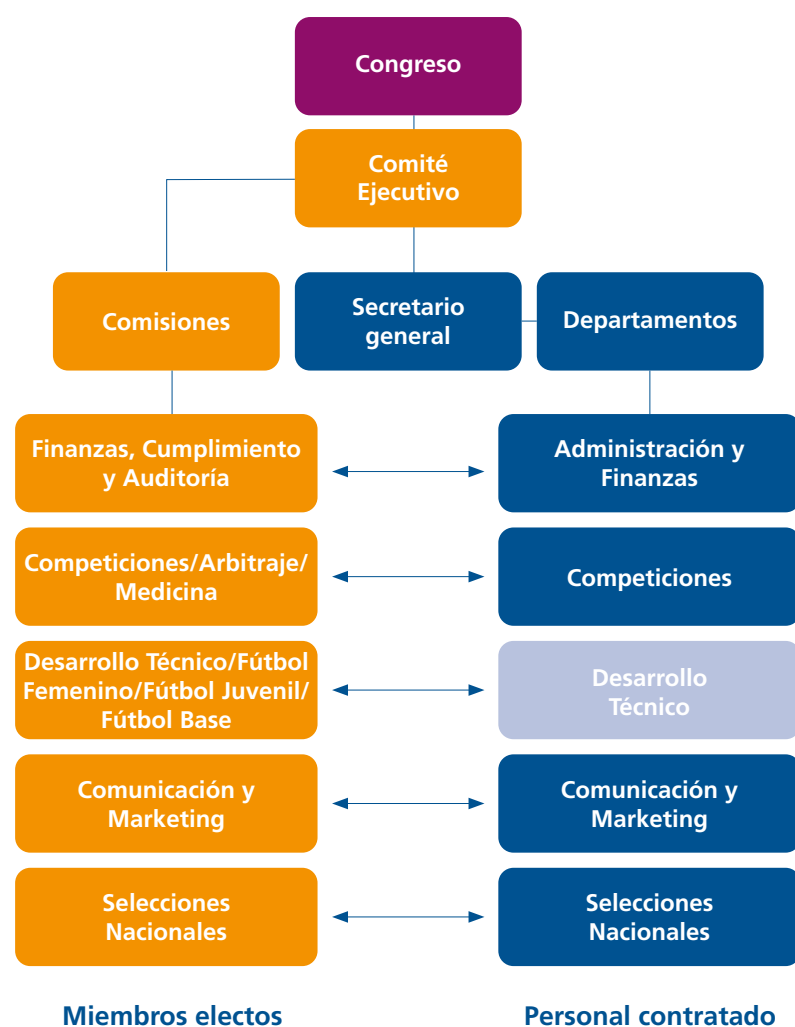 Congreso
Comité
Ejecutivo
Comisiones
Secretario
general
Departamentos
Finanzas, Cumplimiento
y Auditoría
Administración y
Finanzas
Competiciones/Arbitraje/
Medicina
Competiciones
Desarrollo Técnico/Fútbol
Femenino/Fútbol Juvenil/
Fútbol Base
Desarrollo
Técnico
Comunicación y
Marketing
Comunicación y
Marketing
Selecciones
Nacionales
Selecciones
Nacionales
Miembros electos
Personal contratado